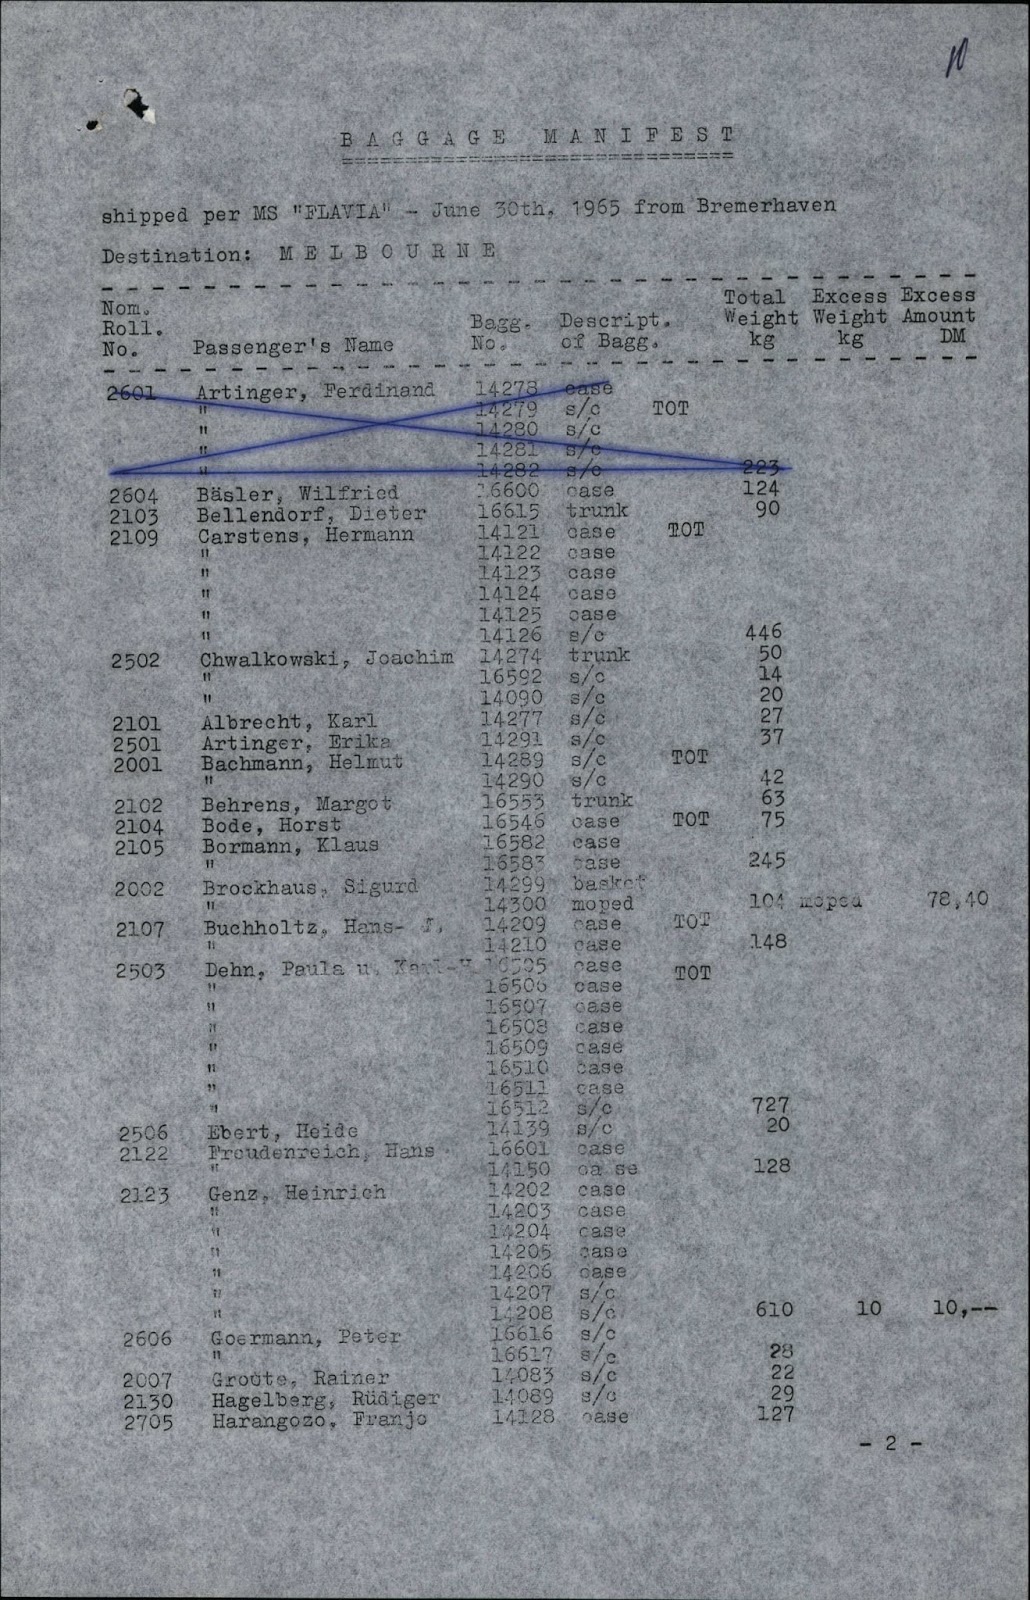 10
B A G G A G E   M A N I F E S T
===================================
shipped per MS "FLAVIA" - June 30th, 1965 from Bremerhaven
Destination: M E L B O U R N E
Nom. Roll. No. Passenger's Name Bagg. No. Descript. of Bagg. Total Weight kg Excess Weight kg Excess Amount DM
2601 Artinger, Ferdinand 14278 case
" 14279 s/c TOT
" 14280 s/c
" 14281 s/c
" 14282 s/c 223
2604 Bäsler, Wilfried 16600 case 124
2103 Bellendorf, Dieter 16615 trunk 90
2109 Carstens, Hermann 14121 case TOT
" 14122 case
" 14123 case
" 14124 case
" 14125 case
" 14126 s/c 446
2502 Chwalkowski, Joachim 14274 trunk 50
" 16592 s/c 14
" 14090 s/c 20
2101 Albrecht, Karl 14277 s/c 27
2501 Artinger, Erika 14291 s/c 37
2001 Bachmann, Helmut 14289 s/c TOT
" 14290 s/c 42
2102 Behrens, Margot 16553 trunk 63
2104 Bode, Horst 16546 case TOT 75
2105 Bormann, Klaus 16582 case
" 16583 case 245
2002 Brockhaus, Sigurd 14299 basket
" 14300 moped 104 moped 78,40
2107 Buchholtz, Hans- J. 14209 case TOT
" 14210 case 148
2503 Dehn, Paula u. case TOT
" 16506 case
" 16507 case
" 16508 case
" 16509 case
" 16510 case
" 16511 case
" 16512 s/c 727
2506 Ebert, Heide 14139 s/c 20
2122 Freudenreich, Hans 16601 case
" 14150 ca se 128
2123 Genz, Heinrich 14202 case
" 14203 case
" 14204 case
" 14205 case
" 14206 case
" 14207 s/c
" 14208 s/c 610 10 10,--
2606 Goermann, Peter 16616 s/c
" 16617 s/c 28
2007 Groote, Rainer 14083 s/c 22
2130 Hagelberg, Rüdiger 14089 s/c 29
2705 Harangozo, Franjo 14128 case 127
- 2 -